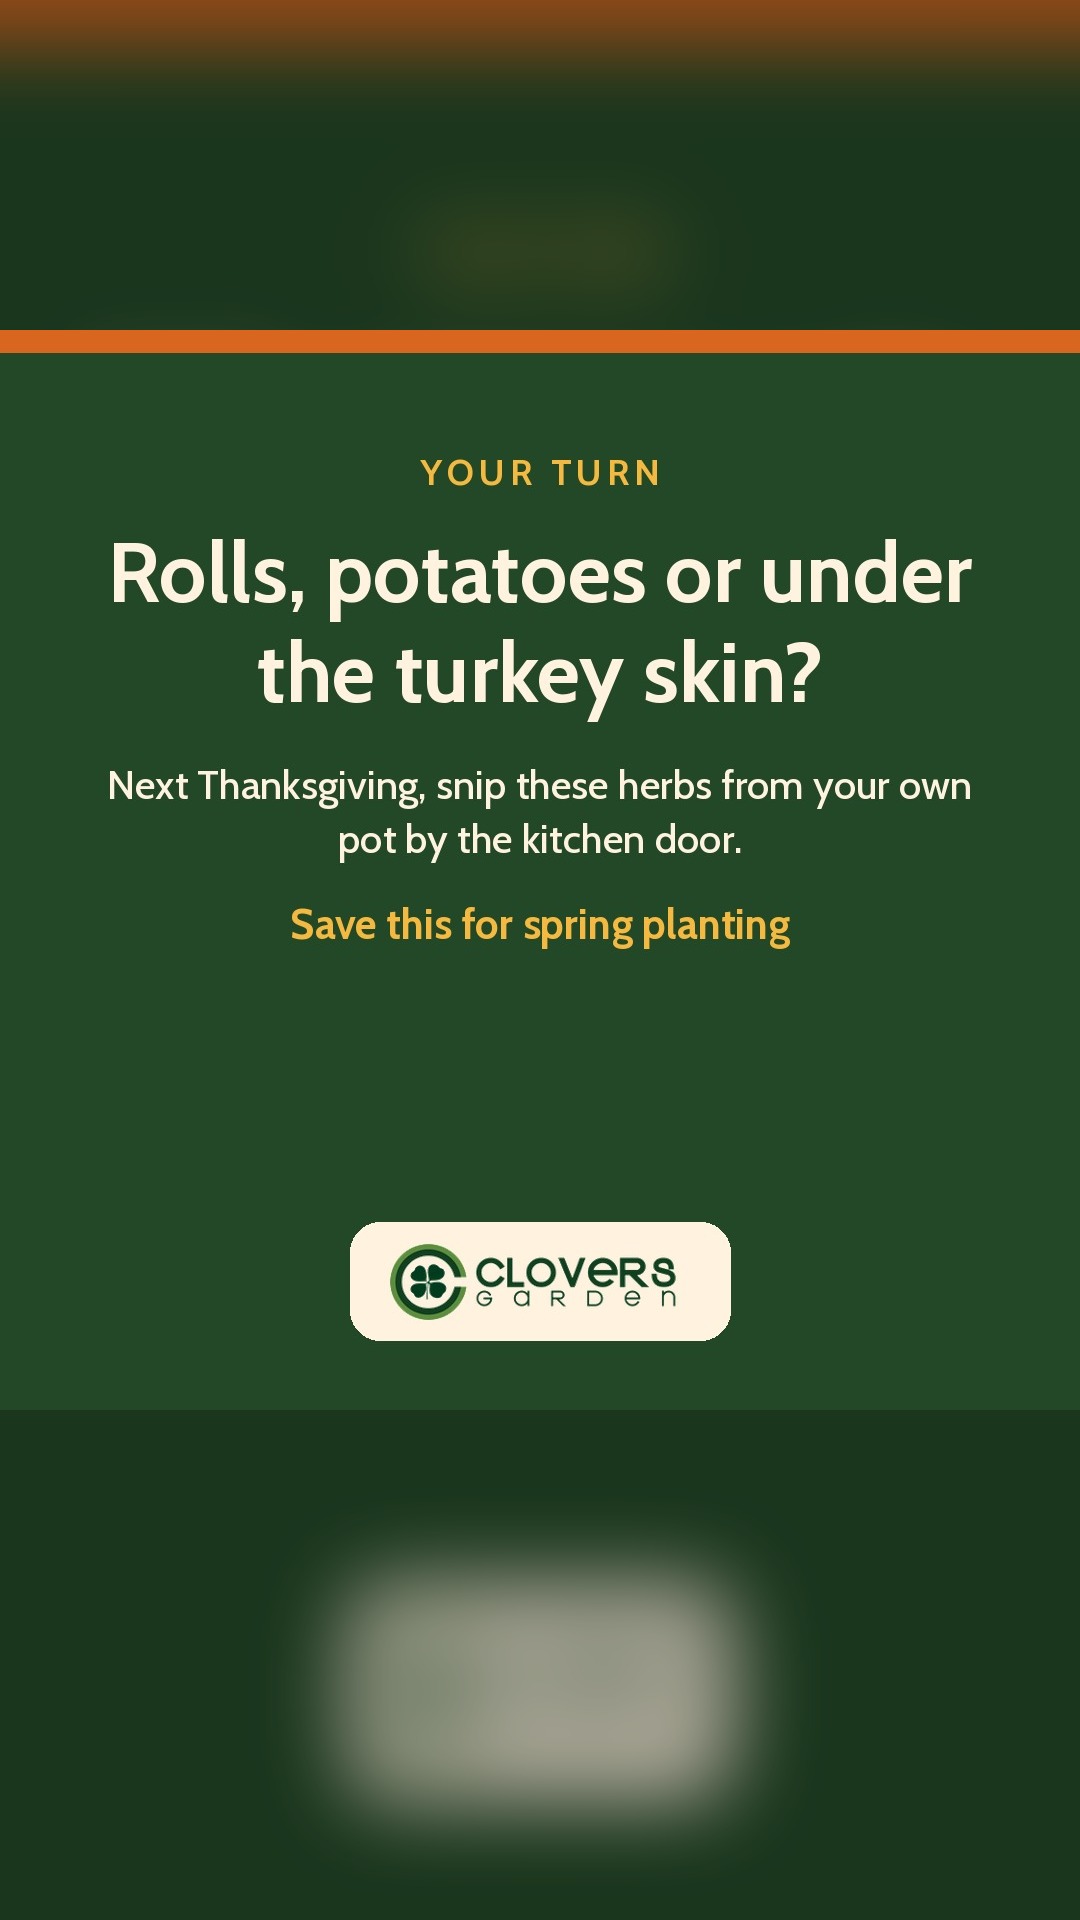 YOUR TURN
Rolls, potatoes or under
the turkey skin?
Next Thanksgiving, snip these herbs from your own
pot by the kitchen door.
Save this for spring planting
CLOVERS
GARDEN